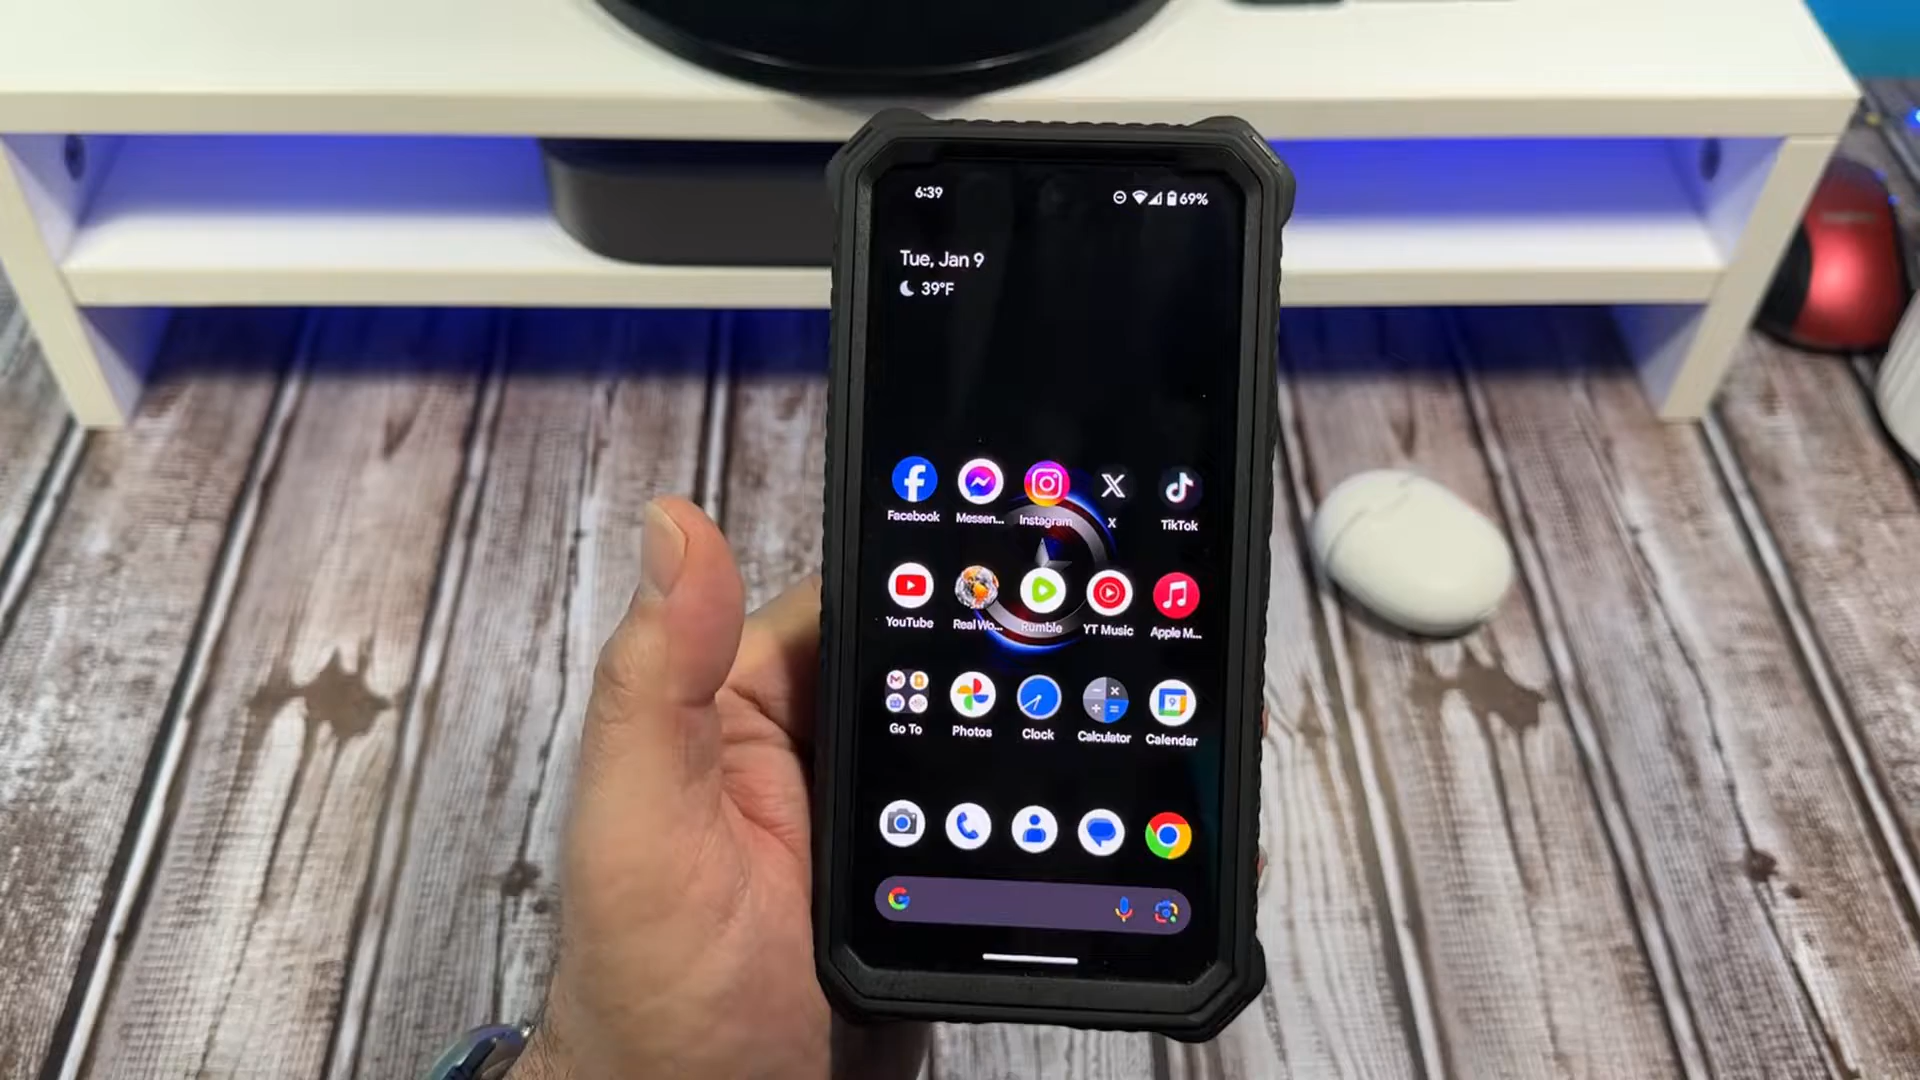 6:39 69%
Tue, Jan 9
39°F
Facebook Messen... Instagram X TikTok
YouTube Real Wo... Rumble YT Music Apple M...
9
Go To Photos Clock Calculator Calendar